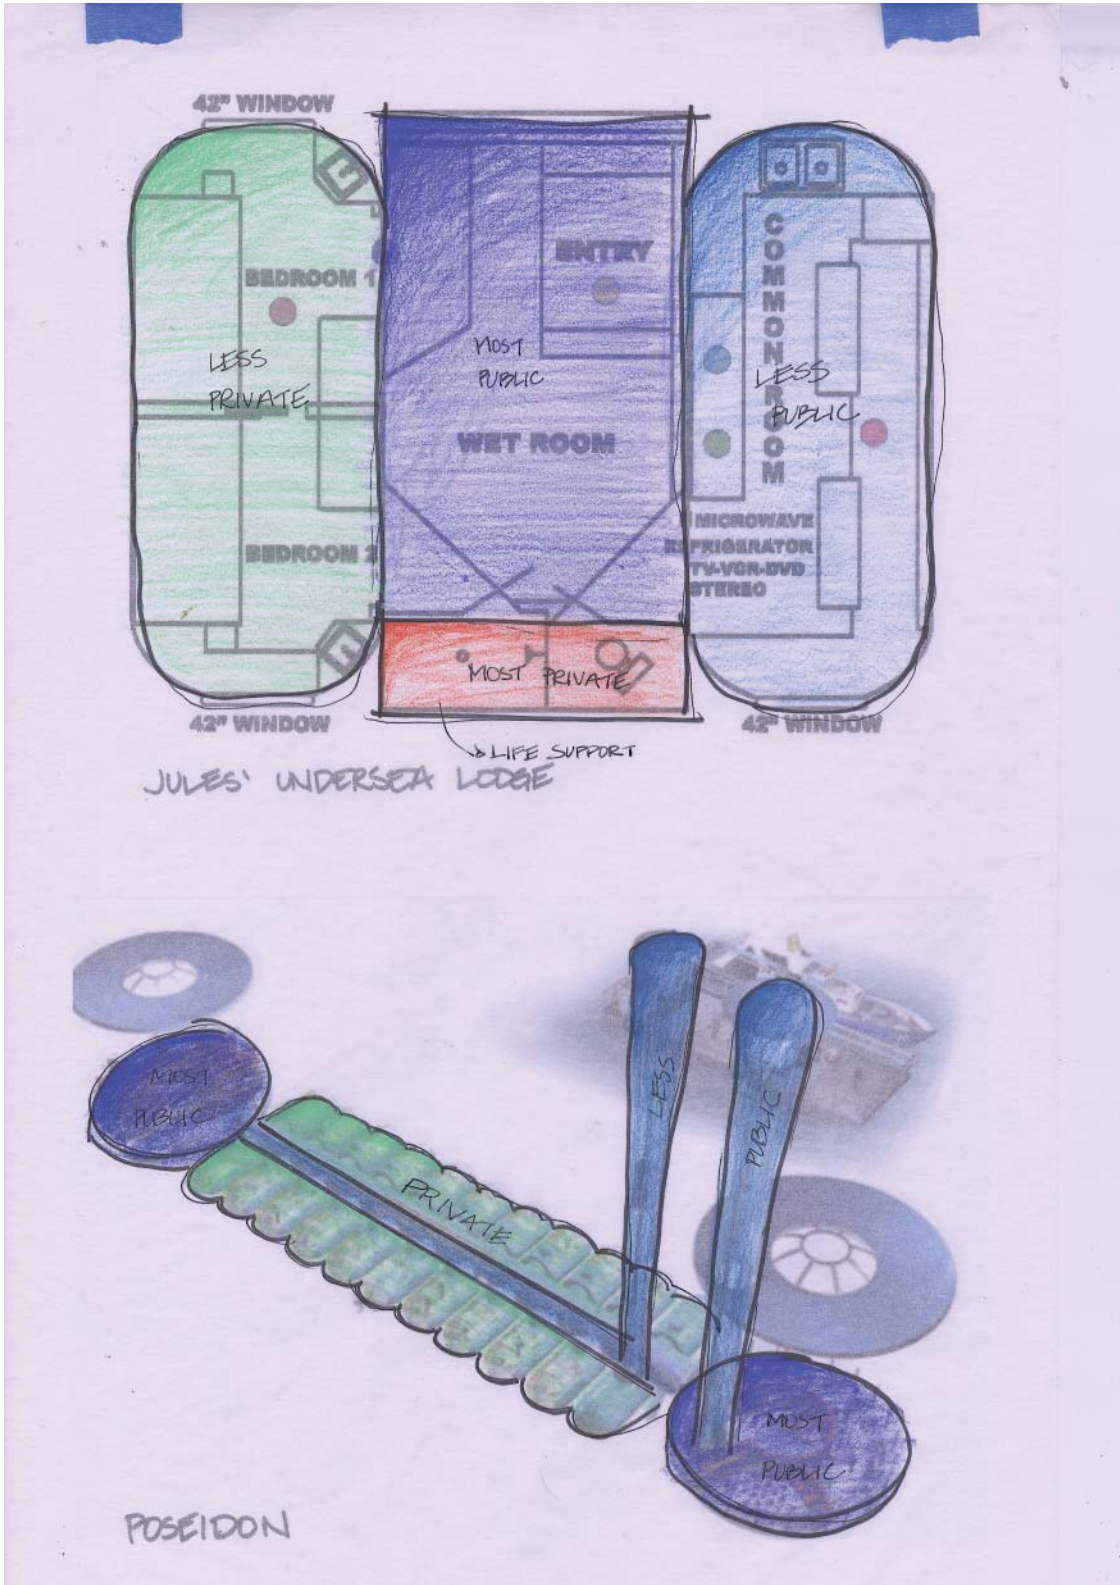 42" WINDOW
BEDROOM 1
LESS
PRIVATE
BEDROOM 2
42" WINDOW
ENTRY
MOST
PUBLIC
WET ROOM
MOST PRIVATE
LIFE SUPPORT
COMMON ROOM
LESS
PUBLIC
MICROWAVE
REFRIGERATOR
TV-VCR-DVD
STEREO
42" WINDOW
JULES' UNDERSEA LODGE
MOST
PUBLIC
PRIVATE
LESS
PUBLIC
MOST
PUBLIC
POSEIDON